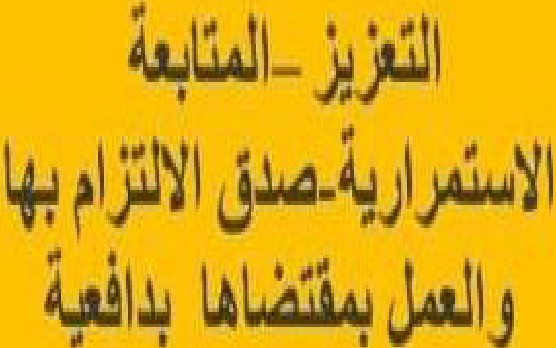 التعزيز –المتابعة
الاستمرارية-صدق الالتزام بها
والعمل بمقتضاها بدافعية